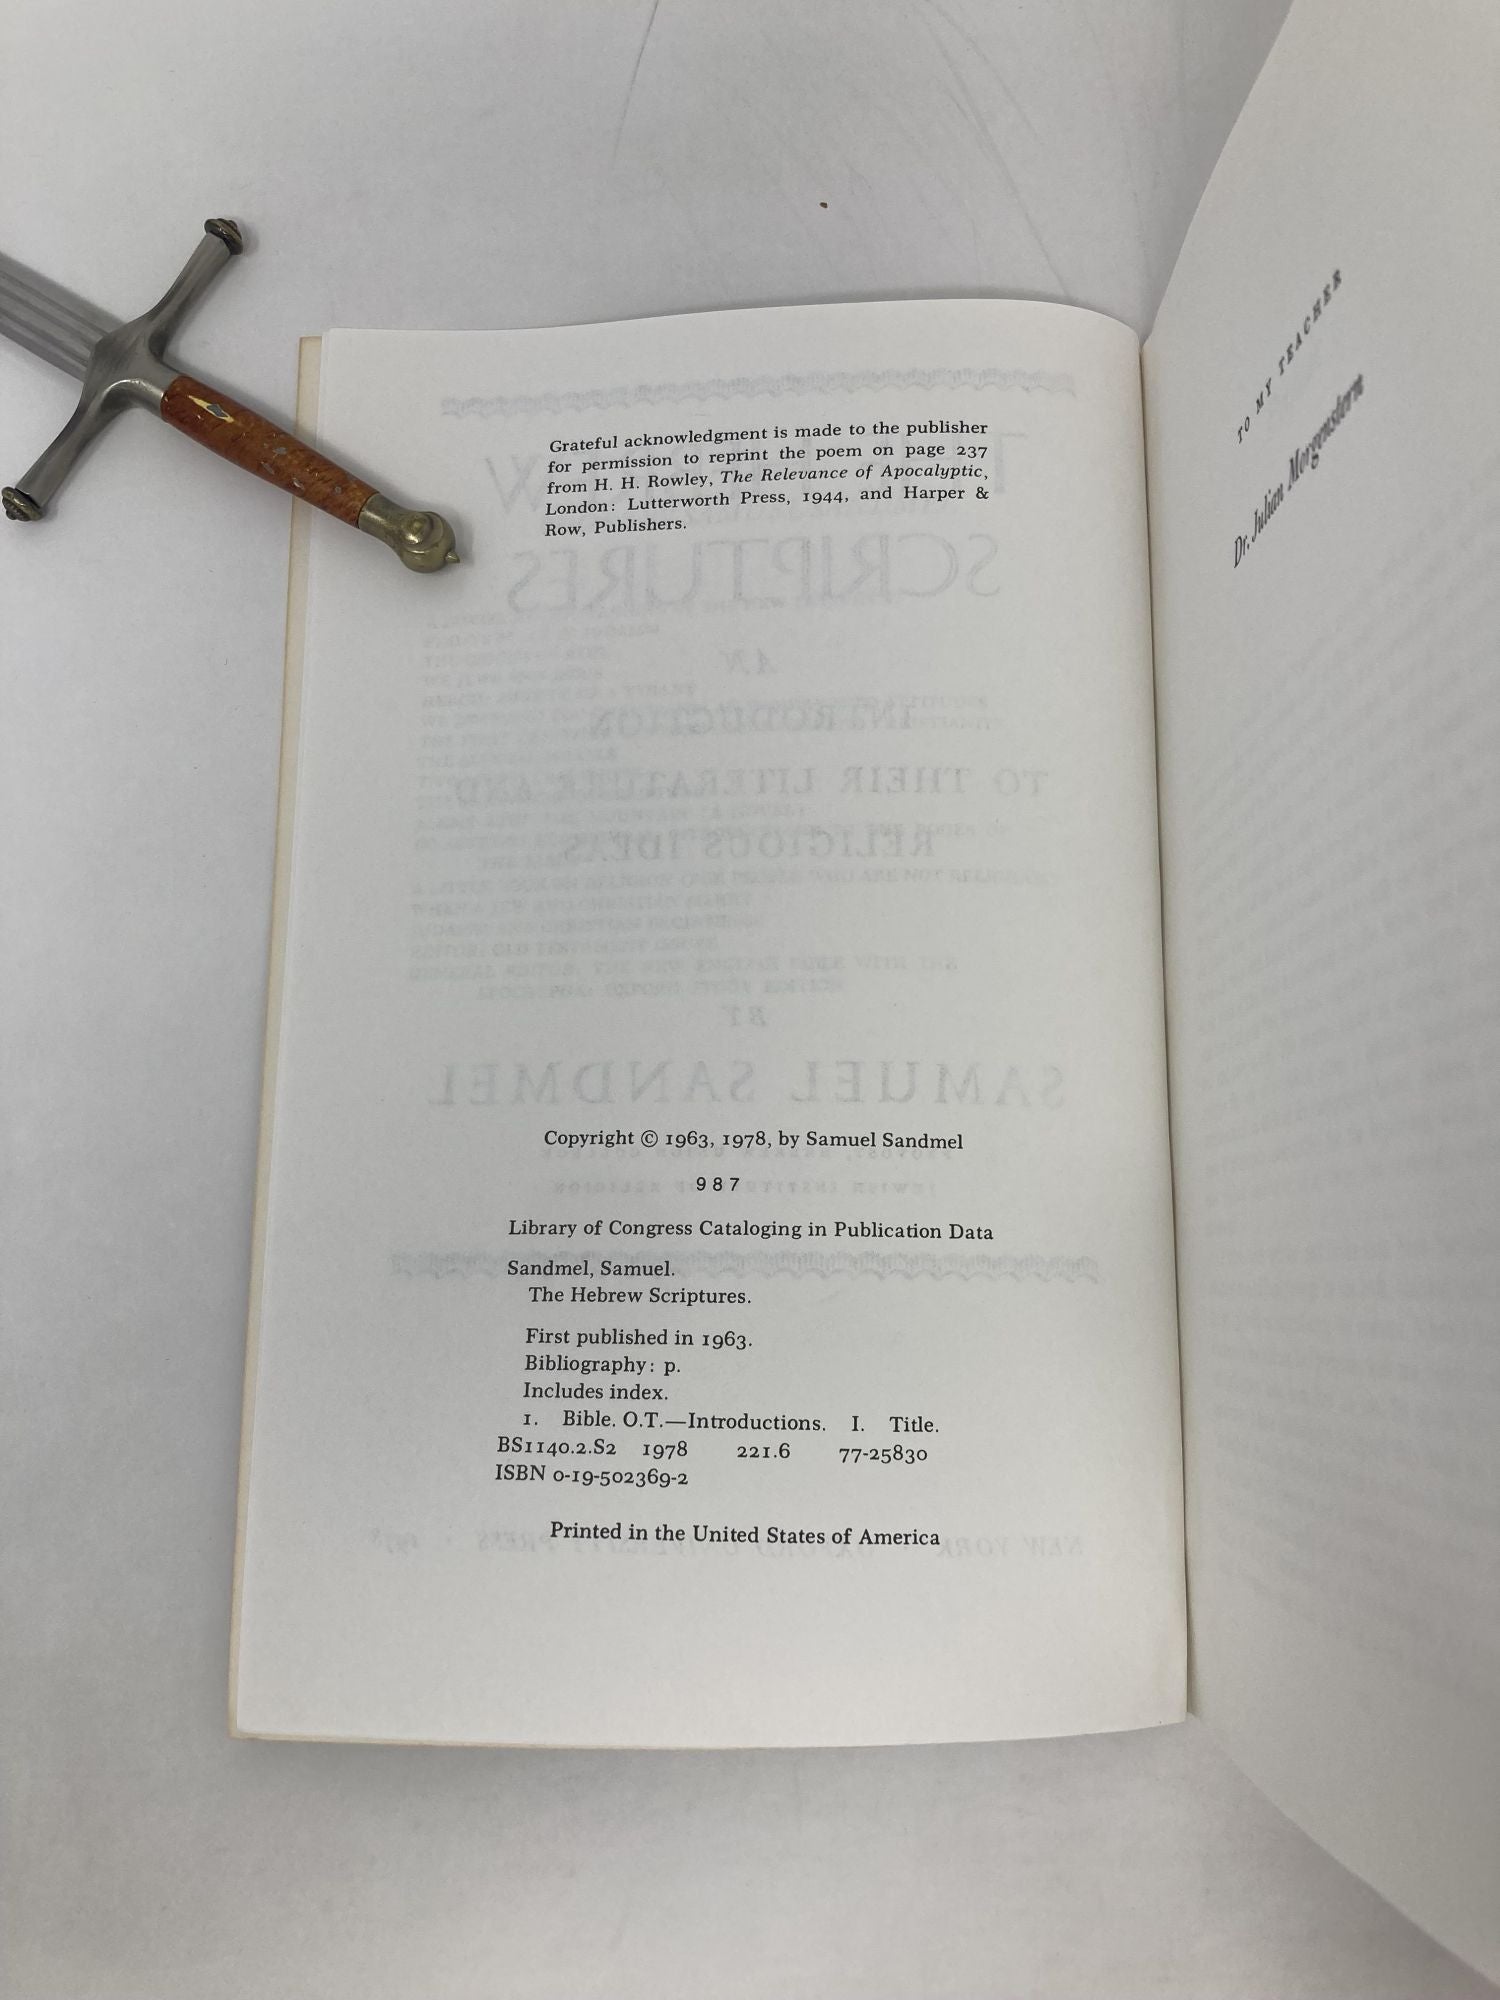 Grateful acknowledgment is made to the publisher
for permission to reprint the poem on page 237
from H. H. Rowley, The Relevance of Apocalyptic,
London: Lutterworth Press, 1944, and Harper &
Row, Publishers.
Copyright © 1963, 1978, by Samuel Sandmel
987
Library of Congress Cataloging in Publication Data
Sandmel, Samuel.
The Hebrew Scriptures.
First published in 1963.
Bibliography: p.
Includes index.
1. Bible. O.T.—Introductions. I. Title.
BS1140.2.S2 1978 221.6 77-25830
ISBN 0-19-502369-2
Printed in the United States of America
TO MY TEACHER
Dr. Julian Morgenstern